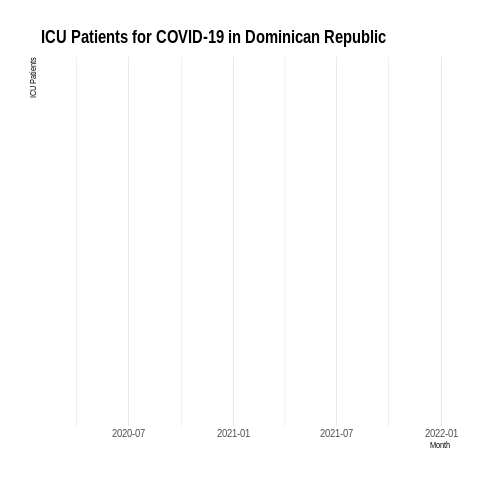 ICU Patients for COVID-19 in Dominican Republic
ICU Patients
2020-07
2021-01
2021-07
2022-01
Month